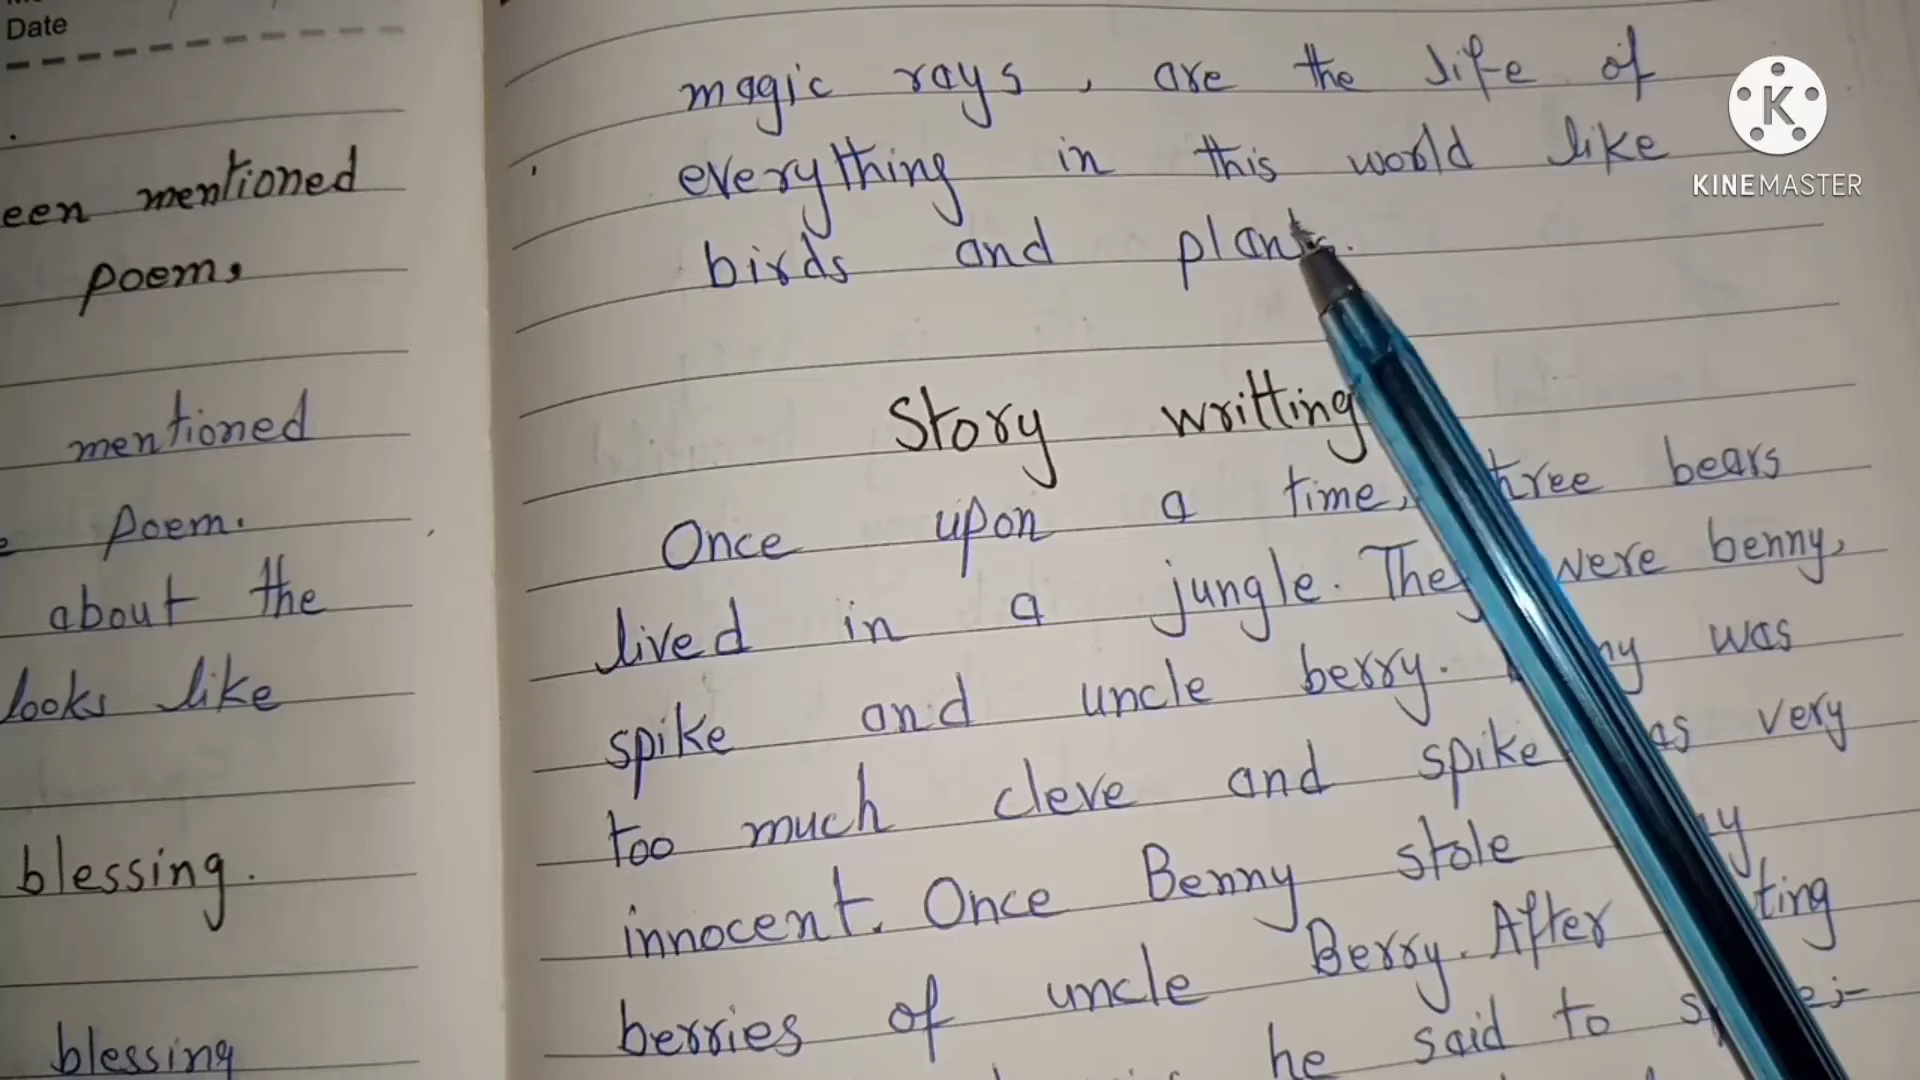 Date
een mentioned
poem,
mentioned
poem.
about the
looks like
blessing.
blessing
magic rays, are the life of
everything in this world like
birds and
Story writting
Once upon a time, three bears
lived in a jungle. They were benny,
spike and uncle berry. was
too much cleve and spike was very
innocent. Once Benny stole
berries of uncle Berry. After
he said to
KINEMASTER